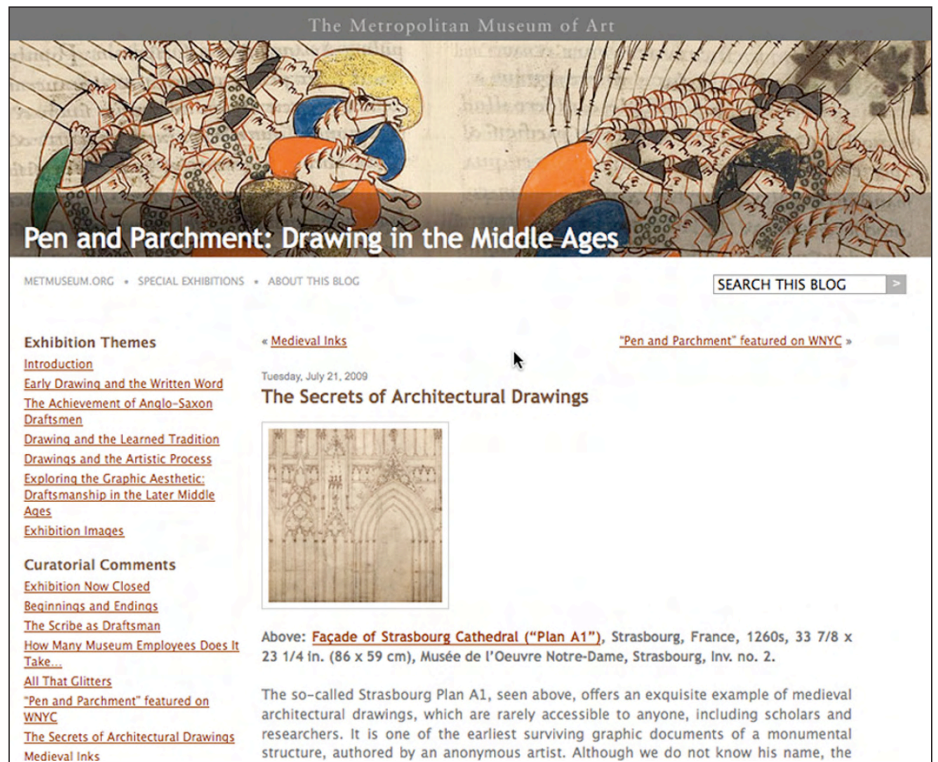 The Metropolitan Museum of Art
Pen and Parchment: Drawing in the Middle Ages
METMUSEUM.ORG • SPECIAL EXHIBITIONS • ABOUT THIS BLOG
SEARCH THIS BLOG >
Exhibition Themes
Introduction
Early Drawing and the Written Word
The Achievement of Anglo-Saxon
Draftsmen
Drawing and the Learned Tradition
Drawings and the Artistic Process
Exploring the Graphic Aesthetic:
Draftsmanship in the Later Middle
Ages
Exhibition Images
Curatorial Comments
Exhibition Now Closed
Beginnings and Endings
The Scribe as Draftsman
How Many Museum Employees Does It
Take...
All That Glitters
"Pen and Parchment" featured on
WNYC
The Secrets of Architectural Drawings
Medieval Inks
« Medieval Inks
"Pen and Parchment" featured on WNYC »
Tuesday, July 21, 2009
The Secrets of Architectural Drawings
Above: Façade of Strasbourg Cathedral (“Plan A1”), Strasbourg, France, 1260s, 33 7/8 x
23 1/4 in. (86 x 59 cm), Musée de l’Oeuvre Notre-Dame, Strasbourg, Inv. no. 2.
The so-called Strasbourg Plan A1, seen above, offers an exquisite example of medieval
architectural drawings, which are rarely accessible to anyone, including scholars and
researchers. It is one of the earliest surviving graphic documents of a monumental
structure, authored by an anonymous artist. Although we do not know his name, the